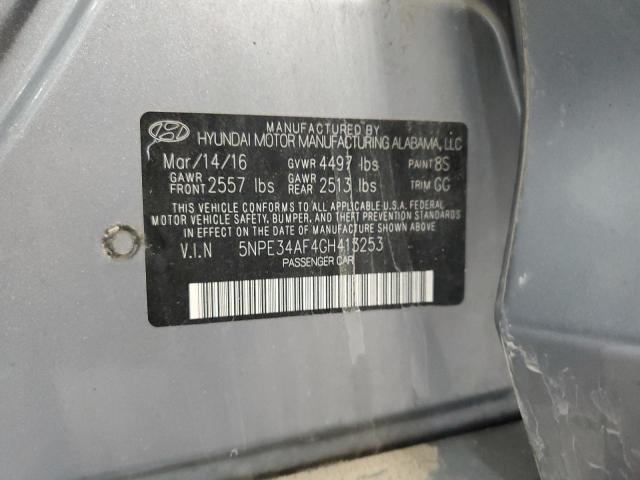 MANUFACTURED BY
HYUNDAI MOTOR MANUFACTURING ALABAMA, LLC
Mar/14/16 GVWR 4497 lbs PAINT 8S
GAWR FRONT 2557 lbs GAWR REAR 2513 lbs TRIM GG
THIS VEHICLE CONFORMS TO ALL APPLICABLE U.S.A. FEDERAL
MOTOR VEHICLE SAFETY, BUMPER, AND THEFT PREVENTION STANDARDS
IN EFFECT ON THE DATE OF MANUFACTURE SHOWN ABOVE.
V.I.N 5NPE34AF4GH413253
PASSENGER CAR